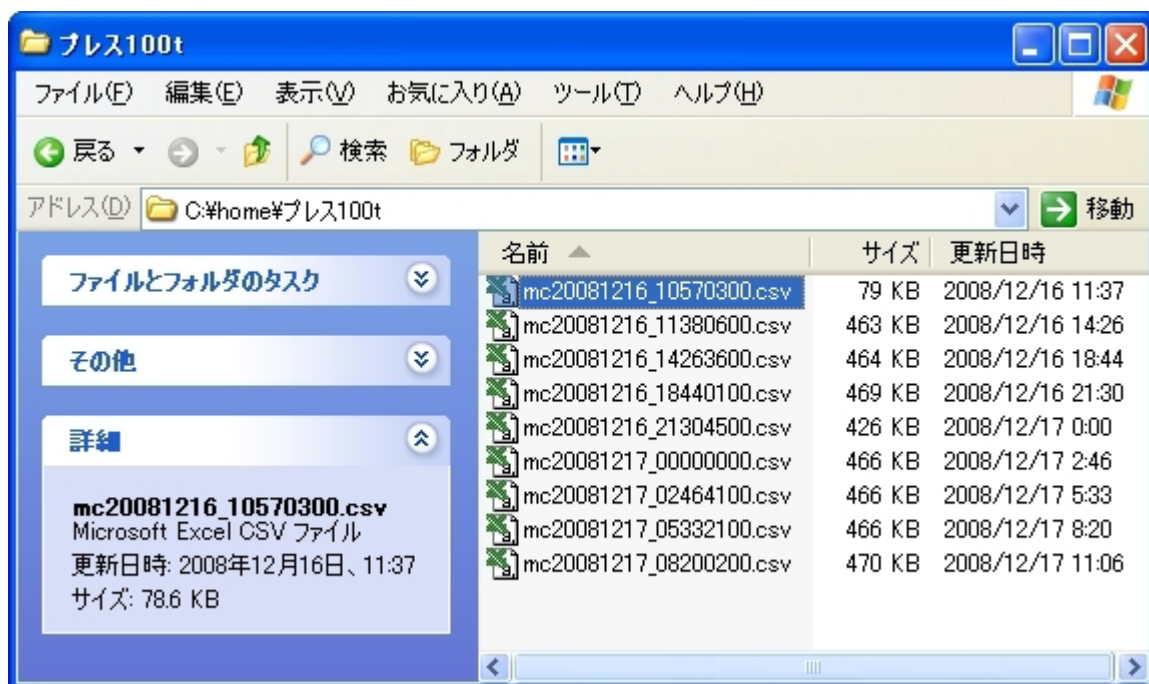 プレス100t
ファイル(F) 編集(E) 表示(V) お気に入り(A) ツール(T) ヘルプ(H)
戻る 検索 フォルダ
アドレス(D) C:¥home¥プレス100t 移動
ファイルとフォルダのタスク
その他
詳細
mc20081216_10570300.csv
Microsoft Excel CSV ファイル
更新日時: 2008年12月16日、11:37
サイズ: 78.6 KB
名前 サイズ 更新日時
mc20081216_10570300.csv 79 KB 2008/12/16 11:37
mc20081216_11380600.csv 463 KB 2008/12/16 14:26
mc20081216_14263600.csv 464 KB 2008/12/16 18:44
mc20081216_18440100.csv 469 KB 2008/12/16 21:30
mc20081216_21304500.csv 426 KB 2008/12/17 0:00
mc20081217_00000000.csv 466 KB 2008/12/17 2:46
mc20081217_02464100.csv 466 KB 2008/12/17 5:33
mc20081217_05332100.csv 466 KB 2008/12/17 8:20
mc20081217_08200200.csv 470 KB 2008/12/17 11:06